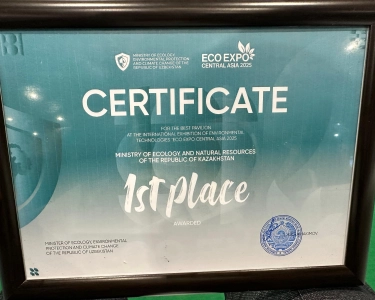 MINISTRY OF ECOLOGY,
ENVIRONMENTAL PROTECTION
AND CLIMATE CHANGE OF THE
REPUBLIC OF UZBEKISTAN
ECO EXPO
CENTRAL ASIA 2025
CERTIFICATE
FOR THE BEST PAVILION
AT THE INTERNATIONAL EXHIBITION OF ENVIRONMENTAL
TECHNOLOGIES "ECO EXPO CENTRAL ASIA 2025
MINISTRY OF ECOLOGY AND NATURAL RESOURCES
OF THE REPUBLIC OF KAZAKHSTAN
1st place
AWARDED
MINISTER OF ECOLOGY, ENVIRONMENTAL
PROTECTION AND CLIMATE CHANGE
OF THE REPUBLIC OF UZBEKISTAN